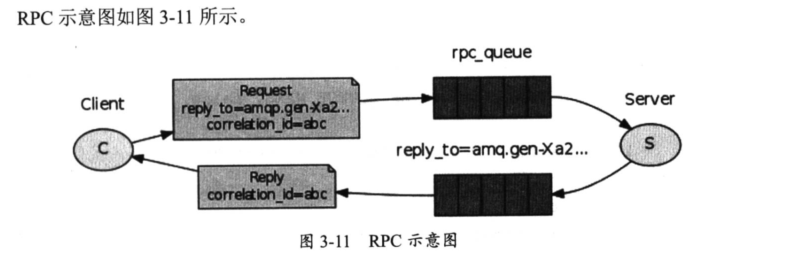 RPC 示意图如图 3-11 所示。
rpc_queue
Client
Request
reply_to=amqp.gen-Xa2...
correlation_id=abc
Server
C
reply_to=amq.gen-Xa2...
S
Reply
correlation_id=abc
图 3-11 RPC 示意图